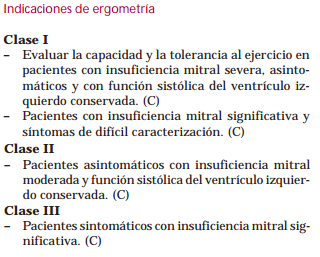 Indicaciones de ergometría
Clase I
– Evaluar la capacidad y la tolerancia al ejercicio en
pacientes con insuficiencia mitral severa, asinto-
máticos y con función sistólica del ventrículo iz-
quierdo conservada. (C)
– Pacientes con insuficiencia mitral significativa y
síntomas de difícil caracterización. (C)
Clase II
– Pacientes asintomáticos con insuficiencia mitral
moderada y función sistólica del ventrículo izquier-
do conservada. (C)
Clase III
– Pacientes sintomáticos con insuficiencia mitral sig-
nificativa. (C)